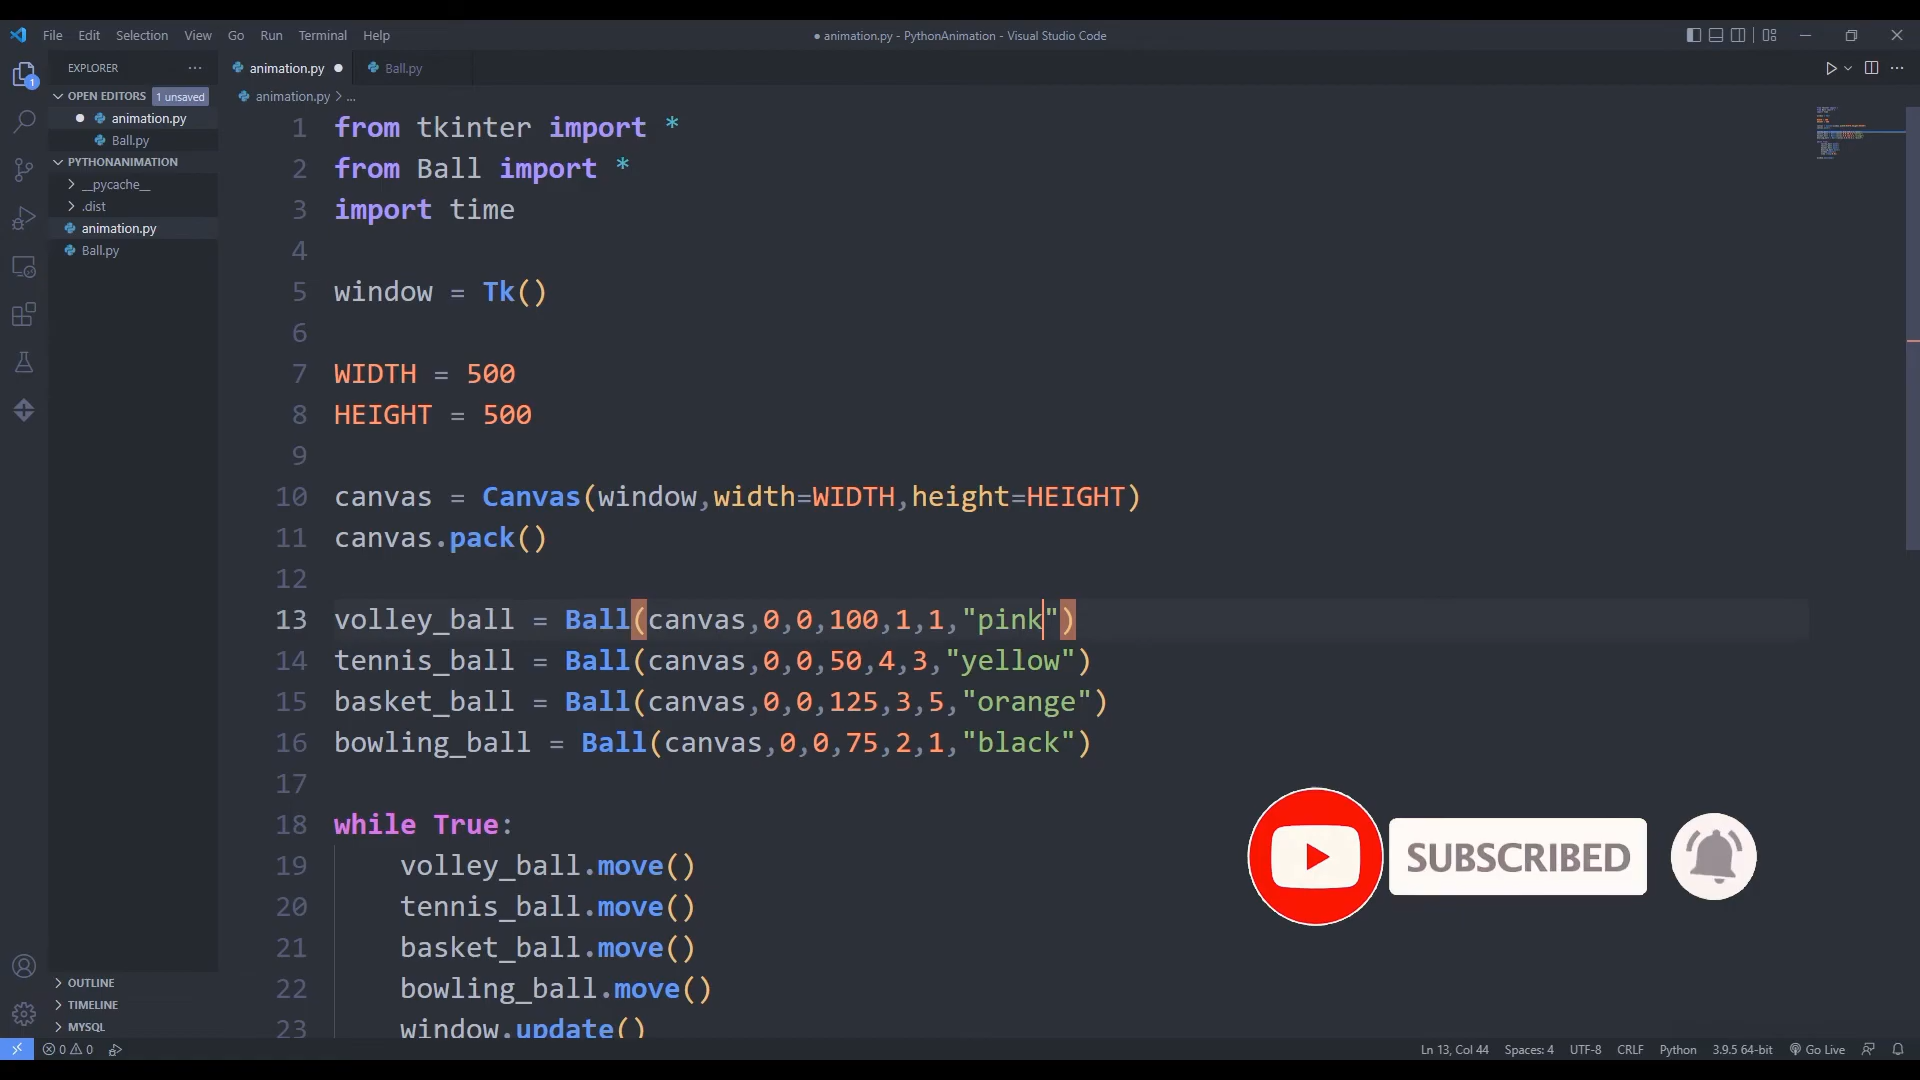 File Edit Selection View Go Run Terminal Help
● animation.py - PythonAnimation - Visual Studio Code
EXPLORER ···
animation.py ●
Ball.py
OPEN EDITORS 1 unsaved
● animation.py
Ball.py
PYTHONANIMATION
__pycache__
.dist
animation.py
Ball.py
OUTLINE
TIMELINE
MYSQL
1
animation.py > ...
1 from tkinter import *
2 from Ball import *
3 import time
4
5 window = Tk()
6
7 WIDTH = 500
8 HEIGHT = 500
9
10 canvas = Canvas(window,width=WIDTH,height=HEIGHT)
11 canvas.pack()
12
13 volley_ball = Ball(canvas,0,0,100,1,1,"pink")
14 tennis_ball = Ball(canvas,0,0,50,4,3,"yellow")
15 basket_ball = Ball(canvas,0,0,125,3,5,"orange")
16 bowling_ball = Ball(canvas,0,0,75,2,1,"black")
17
18 while True:
19     volley_ball.move()
20     tennis_ball.move()
21     basket_ball.move()
22     bowling_ball.move()
23     window.update()
SUBSCRIBED
0 0
Ln 13, Col 44 Spaces: 4 UTF-8 CRLF Python 3.9.5 64-bit Go Live